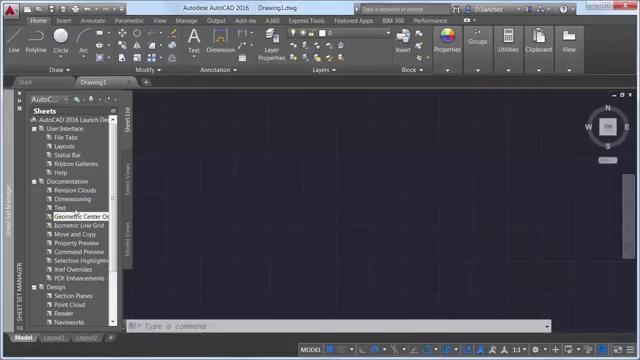 Autodesk AutoCAD 2016 Drawing1.dwg
Type a keyword or phrase
D.Sanchez
Home Insert Annotate Parametric View Manage Output Add-ins A360 Express Tools Featured Apps BIM 360 Performance
Line Polyline Circle Arc
Text Dimension
Insert
Properties Groups Utilities Clipboard View
Draw Modify Annotation Layers Block
Start Drawing1
AutoC...
Sheets
AutoCAD 2016 Launch De
User Interface
File Tabs
Layouts
Status Bar
Ribbon Galleries
Help
Documentation
Revision Clouds
Dimensioning
Text
Geometric Center Os
Isometric Line Grid
Move and Copy
Property Preview
Command Preview
Selection Highlightin
Xref Overrides
PDF Enhancements
Design
Section Planes
Point Cloud
Render
Navisworks
Sheet List
Sheet Views
Model Views
Sheet Set Manager
SHEET SET MANAGER
N
W TOP E
S
Type a command
Model Layout1 Layout2 +
MODEL
1:1